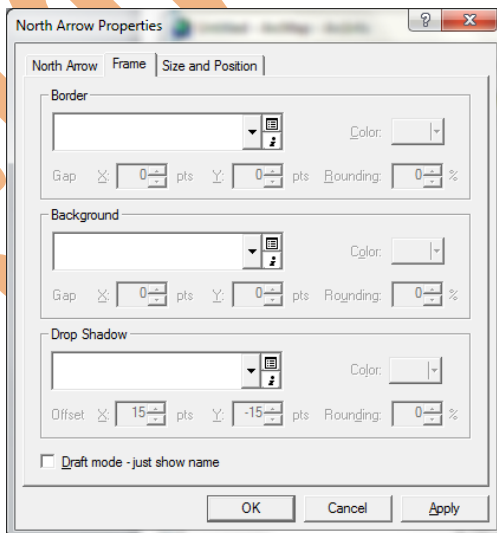 North Arrow Properties
North Arrow Frame Size and Position
Border
Color:
Gap X: 0 pts Y: 0 pts Rounding: 0 %
Background
Color:
Gap X: 0 pts Y: 0 pts Rounding: 0 %
Drop Shadow
Color:
Offset X: 15 pts Y: -15 pts Rounding: 0 %
Draft mode - just show name
OK Cancel Apply